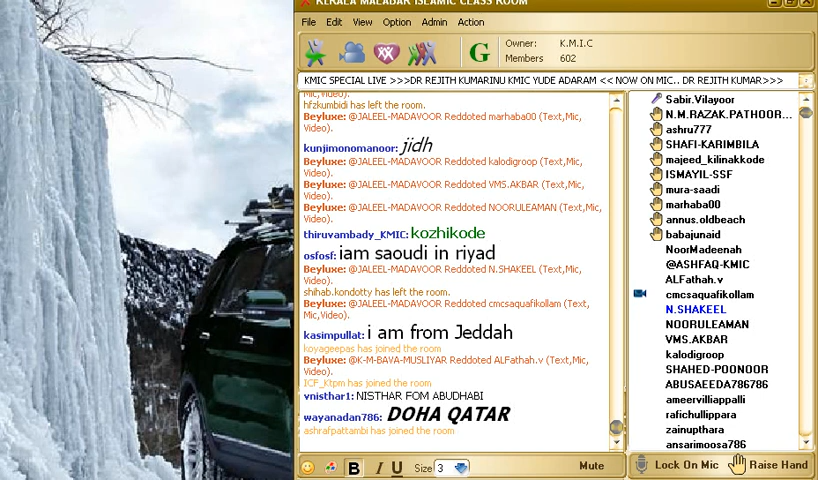 KERALA MALABAR ISLAMIC CLASS ROOM
File Edit View Option Admin Action
G
Owner: K.M.I.C
Members 602
KMIC SPECIAL LIVE >>>DR REJITH KUMARINU KMIC YUDE ADARAM << NOW ON MIC.. DR REJITH KUMAR>>>
Mic,Video).
hfzkumbidi has left the room.
Beyluxe: @JALEEL-MADAVOOR Reddoted marhaba00 (Text,Mic,
Video).
kunjimonomanoor: jidh
Beyluxe: @JALEEL-MADAVOOR Reddoted kalodigroop (Text,Mic,
Video).
Beyluxe: @JALEEL-MADAVOOR Reddoted VMS.AKBAR (Text,Mic,
Video).
Beyluxe: @JALEEL-MADAVOOR Reddoted NOORULEAMAN (Text,Mic,
Video).
thiruvambady_KMIC: kozhikode
osfosf: iam saoudi in riyad
Beyluxe: @JALEEL-MADAVOOR Reddoted N.SHAKEEL (Text,Mic,
Video).
shihab.kondotty has left the room.
Beyluxe: @JALEEL-MADAVOOR Reddoted cmcsaquafikollam (Text,
Mic,Video).
kasimpullat: i am from Jeddah
koyageepas has joined the room
Beyluxe: @K-M-BAVA-MUSLIYAR Reddoted ALFathah.v (Text,Mic,
Video).
ICF_Ktpm has joined the room
vnisthar1: NISTHAR FOM ABUDHABI
wayanadan786: DOHA QATAR
ashrafpattambi has joined the room
B I U Size 3 Mute
Sabir.Vilayoor
N.M.RAZAK.PATHOOR...
ashru777
SHAFI-KARIMBILA
majeed_kilinakkode
ISMAYIL-SSF
mura-saadi
marhaba00
annus.oldbeach
babajunaid
NoorMadeenah
@ASHFAQ-KMIC
ALFathah.v
cmcsaquafikollam
N.SHAKEEL
NOORULEAMAN
VMS.AKBAR
kalodigroop
SHAHED-POONOOR
ABUSAEEDA786786
ameervilliappalli
rafichullippara
zainupthara
ansarimoosa786
Lock On Mic Raise Hand